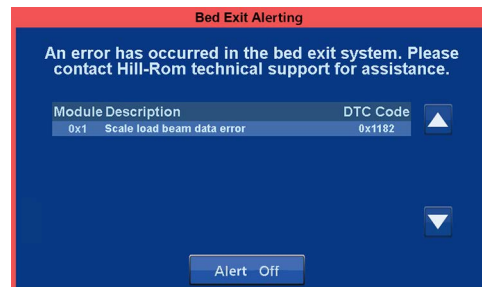 Bed Exit Alerting
An error has occurred in the bed exit system. Please
contact Hill-Rom technical support for assistance.
Module Description DTC Code
0x1 Scale load beam data error 0x1182
Alert Off